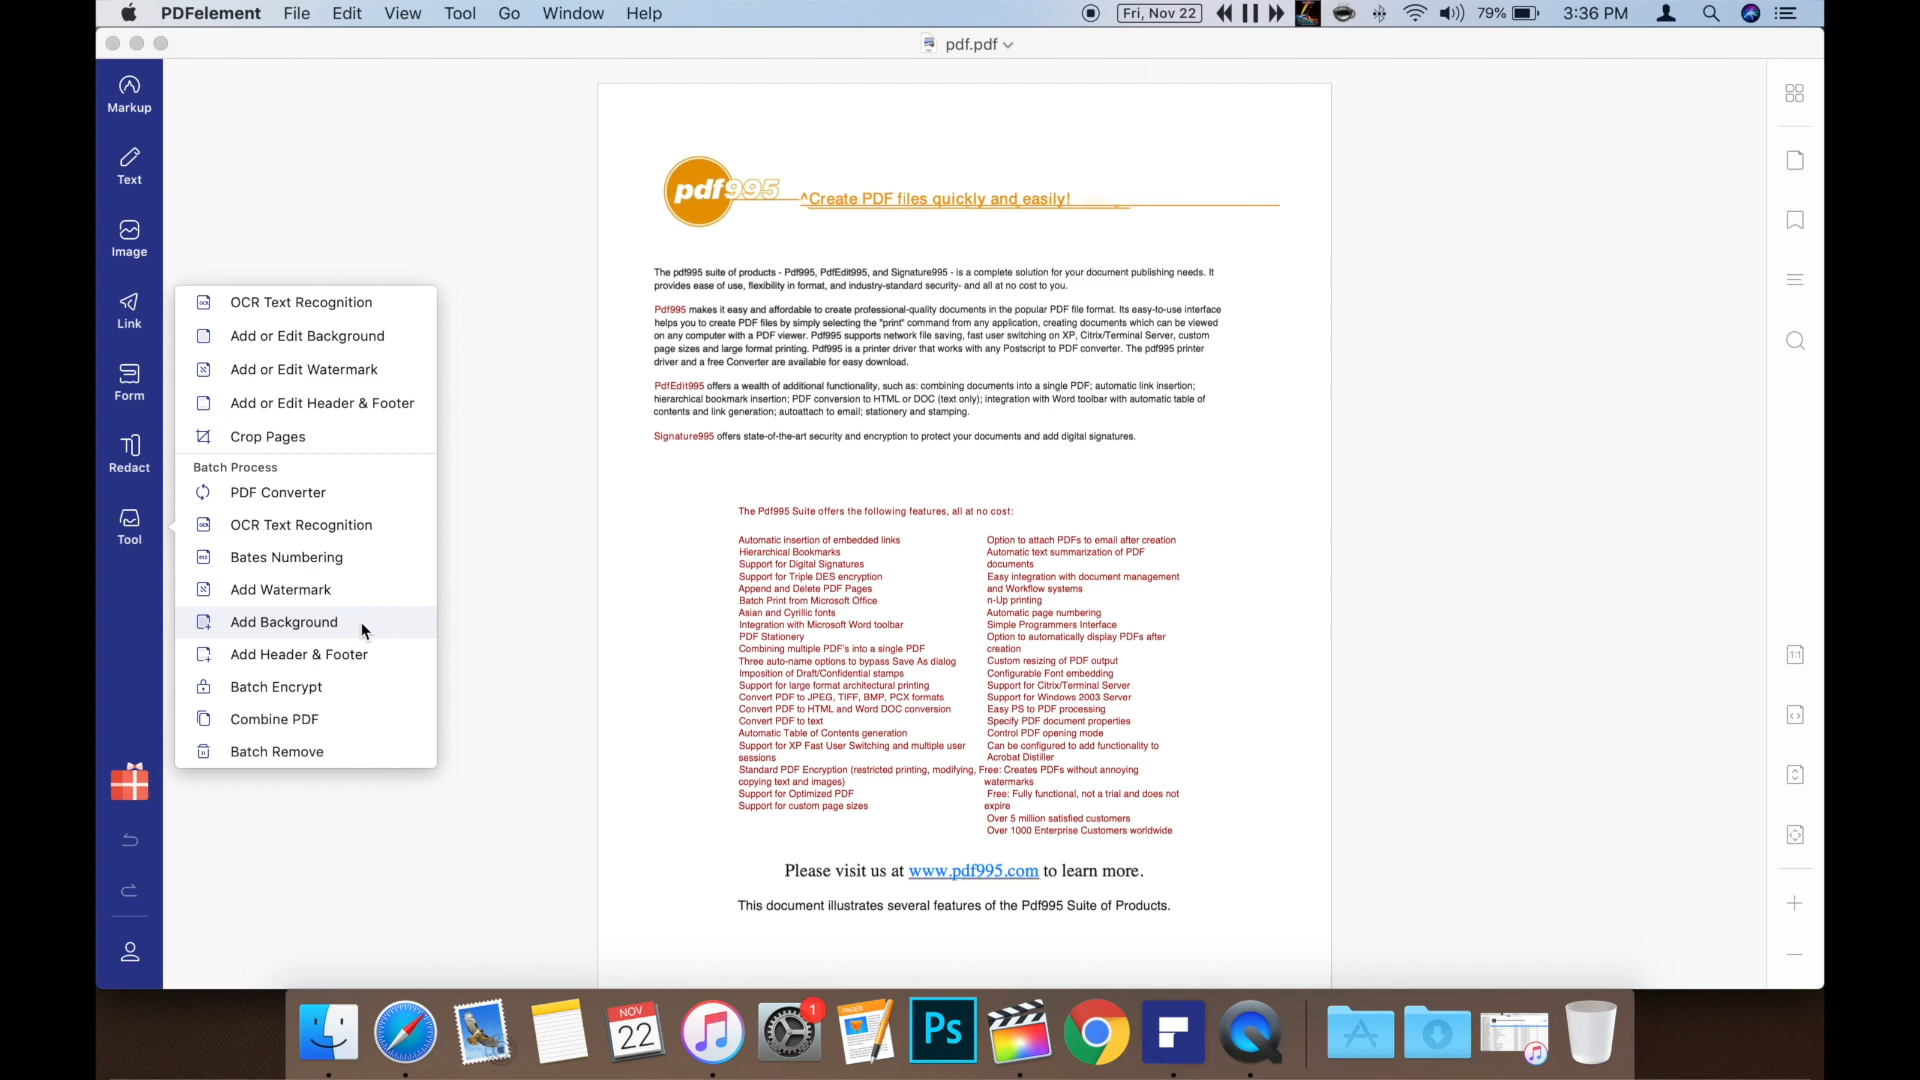 PDFelement File Edit View Tool Go Window Help Fri, Nov 22 79% 3:36 PM
pdf.pdf
Markup
Text
Image
Link
Form
Redact
Tool
OCR Text Recognition
Add or Edit Background
Add or Edit Watermark
Add or Edit Header & Footer
Crop Pages
Batch Process
PDF Converter
OCR Text Recognition
Bates Numbering
Add Watermark
Add Background
Add Header & Footer
Batch Encrypt
Combine PDF
Batch Remove
pdf995
^Create PDF files quickly and easily!
The pdf995 suite of products - Pdf995, PdfEdit995, and Signature995 - is a complete solution for your document publishing needs. It
provides ease of use, flexibility in format, and industry-standard security- and all at no cost to you.
Pdf995 makes it easy and affordable to create professional-quality documents in the popular PDF file format. Its easy-to-use interface
helps you to create PDF files by simply selecting the "print" command from any application, creating documents which can be viewed
on any computer with a PDF viewer. Pdf995 supports network file saving, fast user switching on XP, Citrix/Terminal Server, custom
page sizes and large format printing. Pdf995 is a printer driver that works with any Postscript to PDF converter. The pdf995 printer
driver and a free Converter are available for easy download.
PdfEdit995 offers a wealth of additional functionality, such as: combining documents into a single PDF; automatic link insertion;
hierarchical bookmark insertion; PDF conversion to HTML or DOC (text only); integration with Word toolbar with automatic table of
contents and link generation; autoattach to email; stationery and stamping.
Signature995 offers state-of-the-art security and encryption to protect your documents and add digital signatures.
The Pdf995 Suite offers the following features, all at no cost:
Automatic insertion of embedded links
Hierarchical Bookmarks
Support for Digital Signatures
Support for Triple DES encryption
Append and Delete PDF Pages
Batch Print from Microsoft Office
Asian and Cyrillic fonts
Integration with Microsoft Word toolbar
PDF Stationery
Combining multiple PDF's into a single PDF
Three auto-name options to bypass Save As dialog
Imposition of Draft/Confidential stamps
Support for large format architectural printing
Convert PDF to JPEG, TIFF, BMP, PCX formats
Convert PDF to HTML and Word DOC conversion
Convert PDF to text
Automatic Table of Contents generation
Support for XP Fast User Switching and multiple user
sessions
Standard PDF Encryption (restricted printing, modifying,
copying text and images)
Support for Optimized PDF
Support for custom page sizes
Option to attach PDFs to email after creation
Automatic text summarization of PDF
documents
Easy integration with document management
and Workflow systems
n-Up printing
Automatic page numbering
Simple Programmers Interface
Option to automatically display PDFs after
creation
Custom resizing of PDF output
Configurable Font embedding
Support for Citrix/Terminal Server
Support for Windows 2003 Server
Easy PS to PDF processing
Specify PDF document properties
Control PDF opening mode
Can be configured to add functionality to
Acrobat Distiller
Free: Creates PDFs without annoying
watermarks
Free: Fully functional, not a trial and does not
expire
Over 5 million satisfied customers
Over 1000 Enterprise Customers worldwide
Please visit us at www.pdf995.com to learn more.
This document illustrates several features of the Pdf995 Suite of Products.
1:1
NOV
22
1
PAGES
Ps